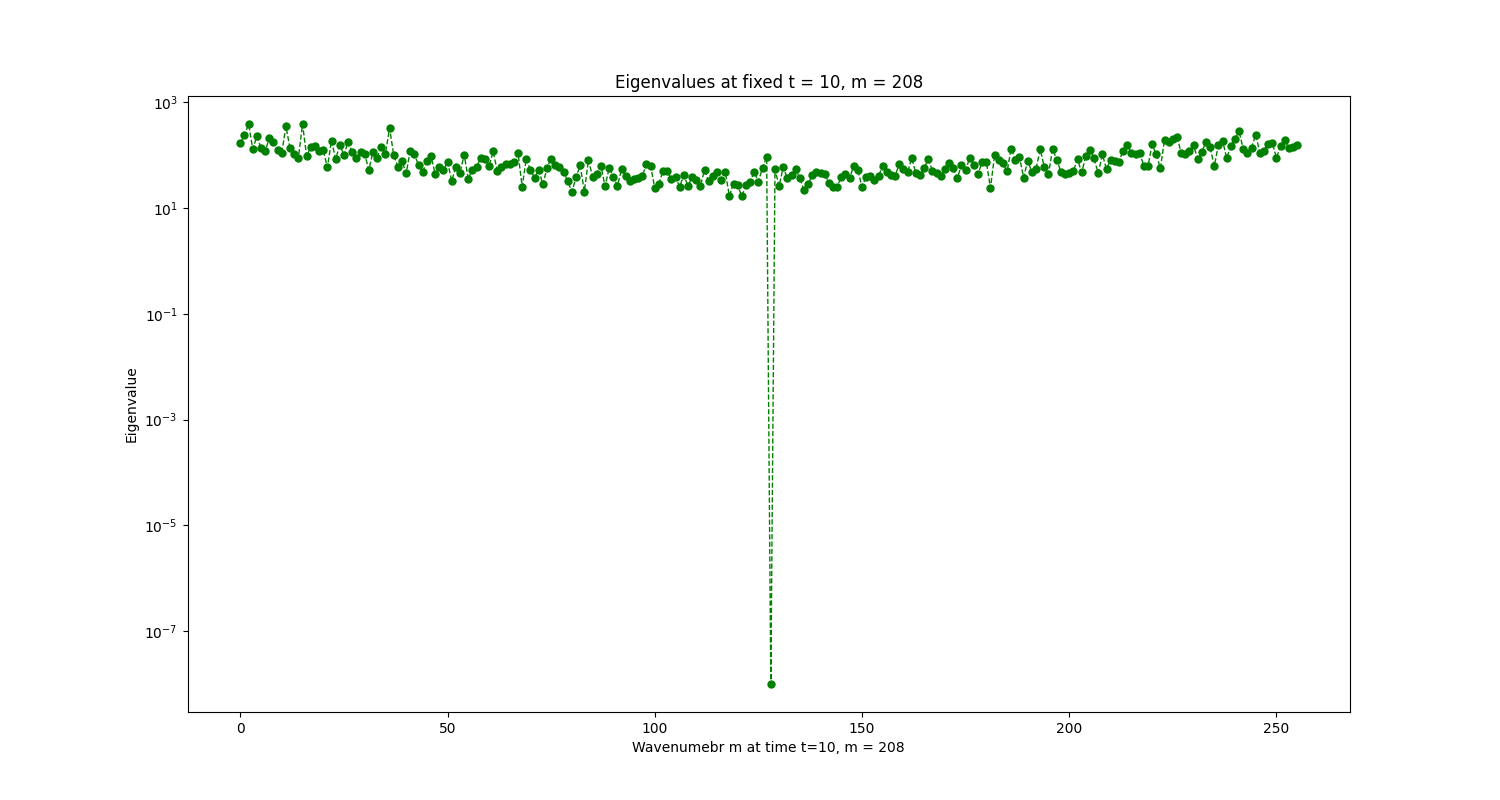 Eigenvalues at fixed t = 10, m = 208
10^3
10^1
10^-1
10^-3
10^-5
10^-7
Eigenvalue
0 50 100 150 200 250
Wavenumebr m at time t=10, m = 208